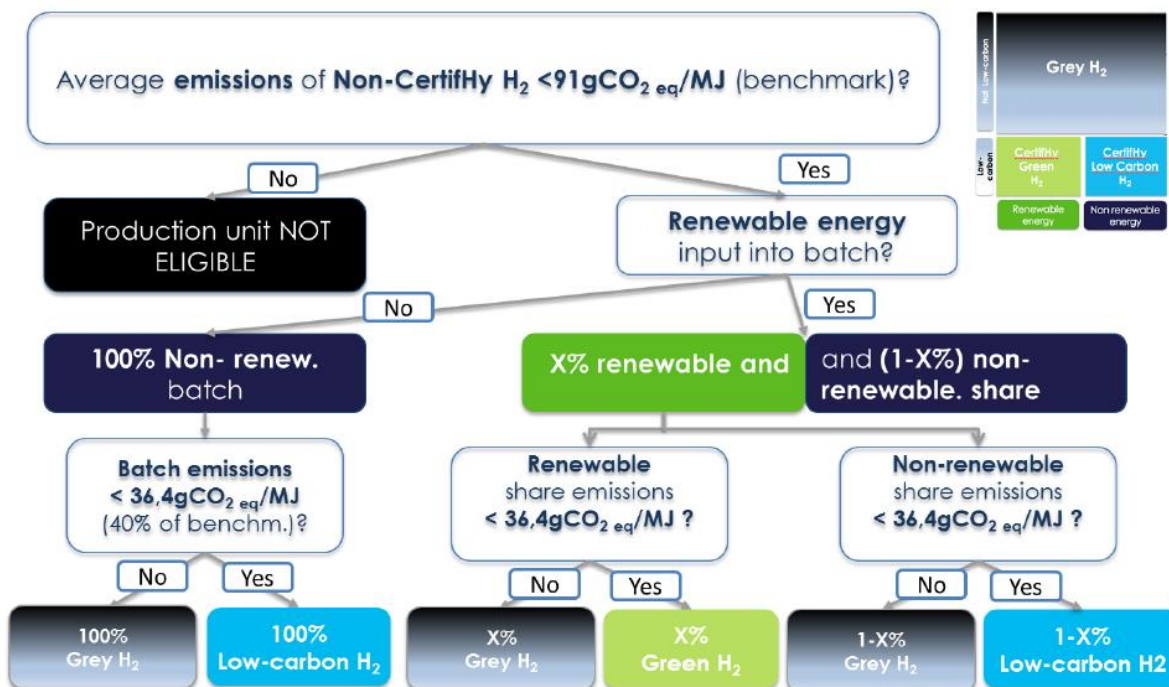 Average emissions of Non-CertifHy H₂ <91gCO₂ eq/MJ (benchmark)?
Not Low-carbon
Grey H₂
Low-
carbon
CertifHy
Green
H₂
CertifHy
Low Carbon
H₂
Renewable
energy
Non renewable
energy
No
Yes
Production unit NOT
ELIGIBLE
Renewable energy
input into batch?
No
Yes
100% Non- renew.
batch
X% renewable and
and (1-X%) non-
renewable. share
Batch emissions
< 36,4gCO₂ eq/MJ
(40% of benchm.)?
Renewable
share emissions
< 36,4gCO₂ eq/MJ ?
Non-renewable
share emissions
< 36,4gCO₂ eq/MJ ?
No
Yes
No
Yes
No
Yes
100%
Grey H₂
100%
Low-carbon H₂
X%
Grey H₂
X%
Green H₂
1-X%
Grey H₂
1-X%
Low-carbon H2